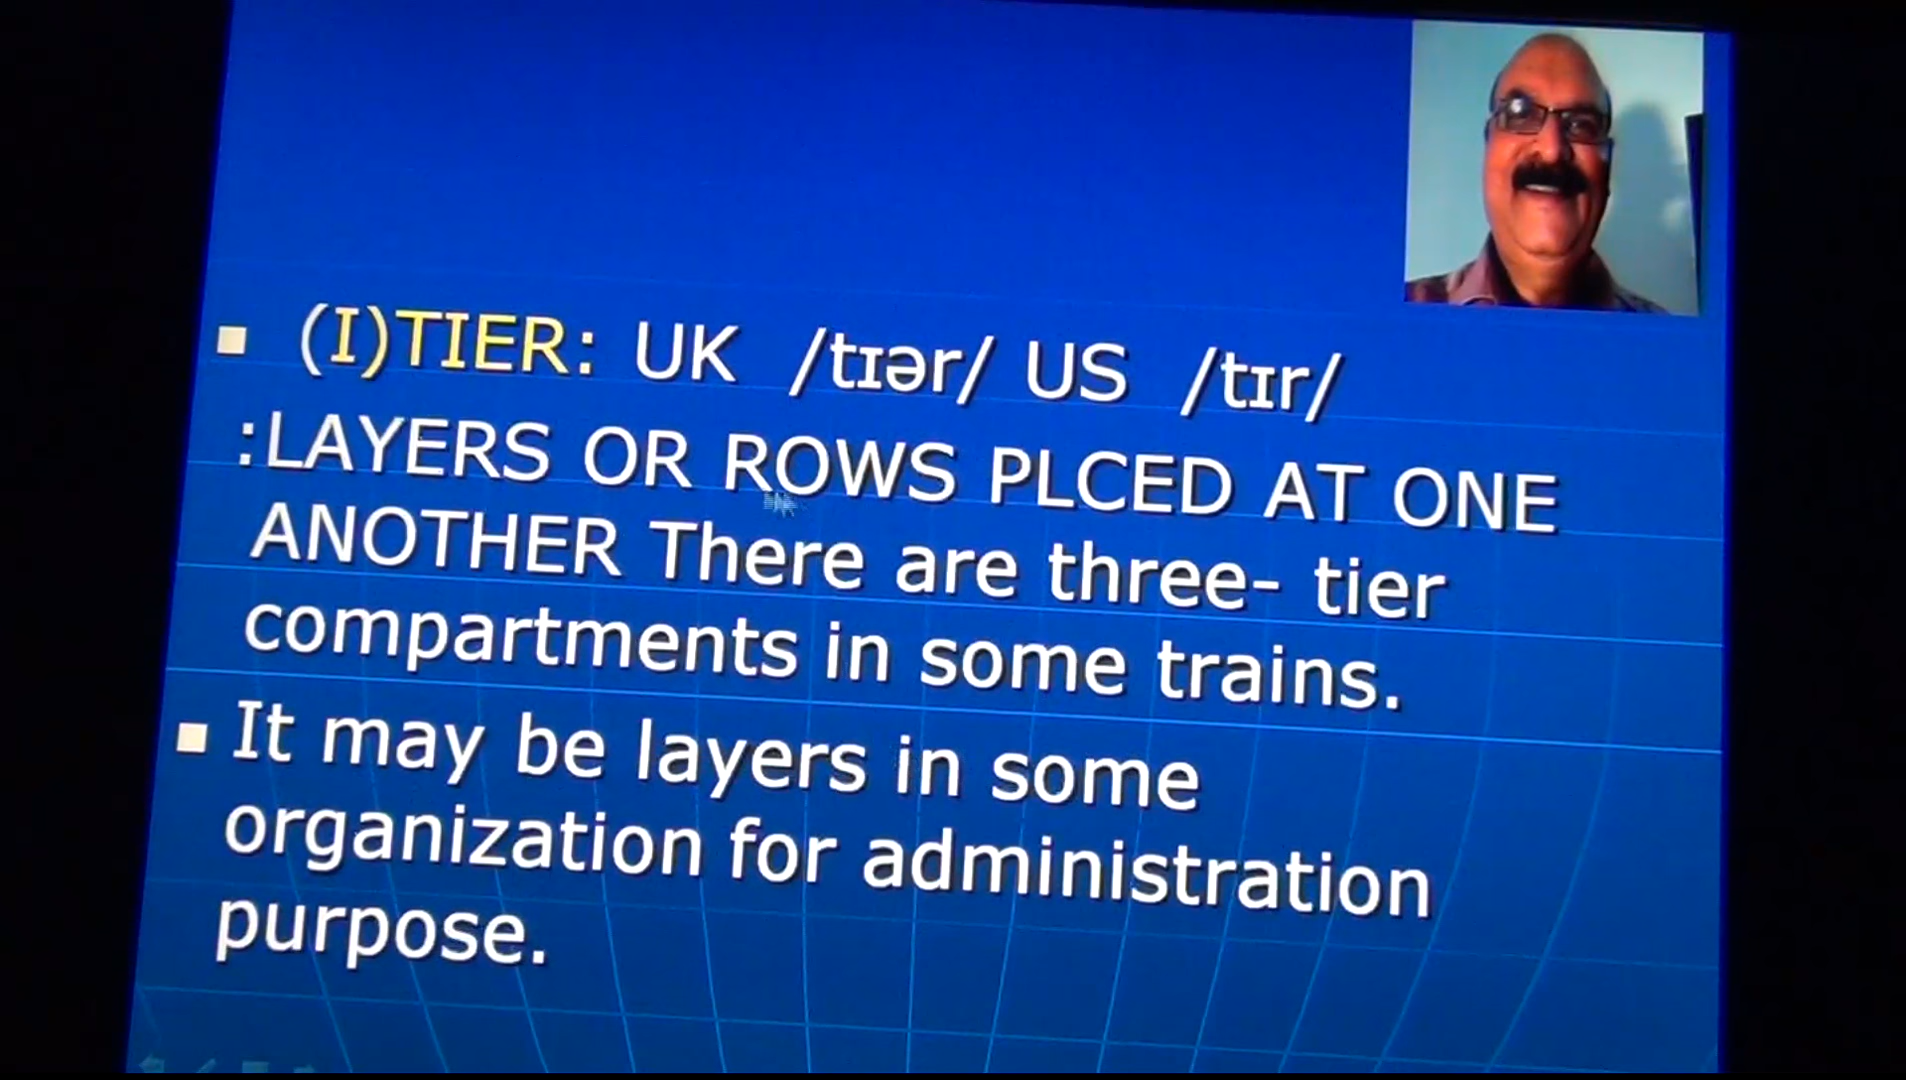 (I)TIER: UK /tɪər/ US /tɪr/
:LAYERS OR ROWS PLCED AT ONE
ANOTHER There are three- tier
compartments in some trains.
It may be layers in some
organization for administration
purpose.